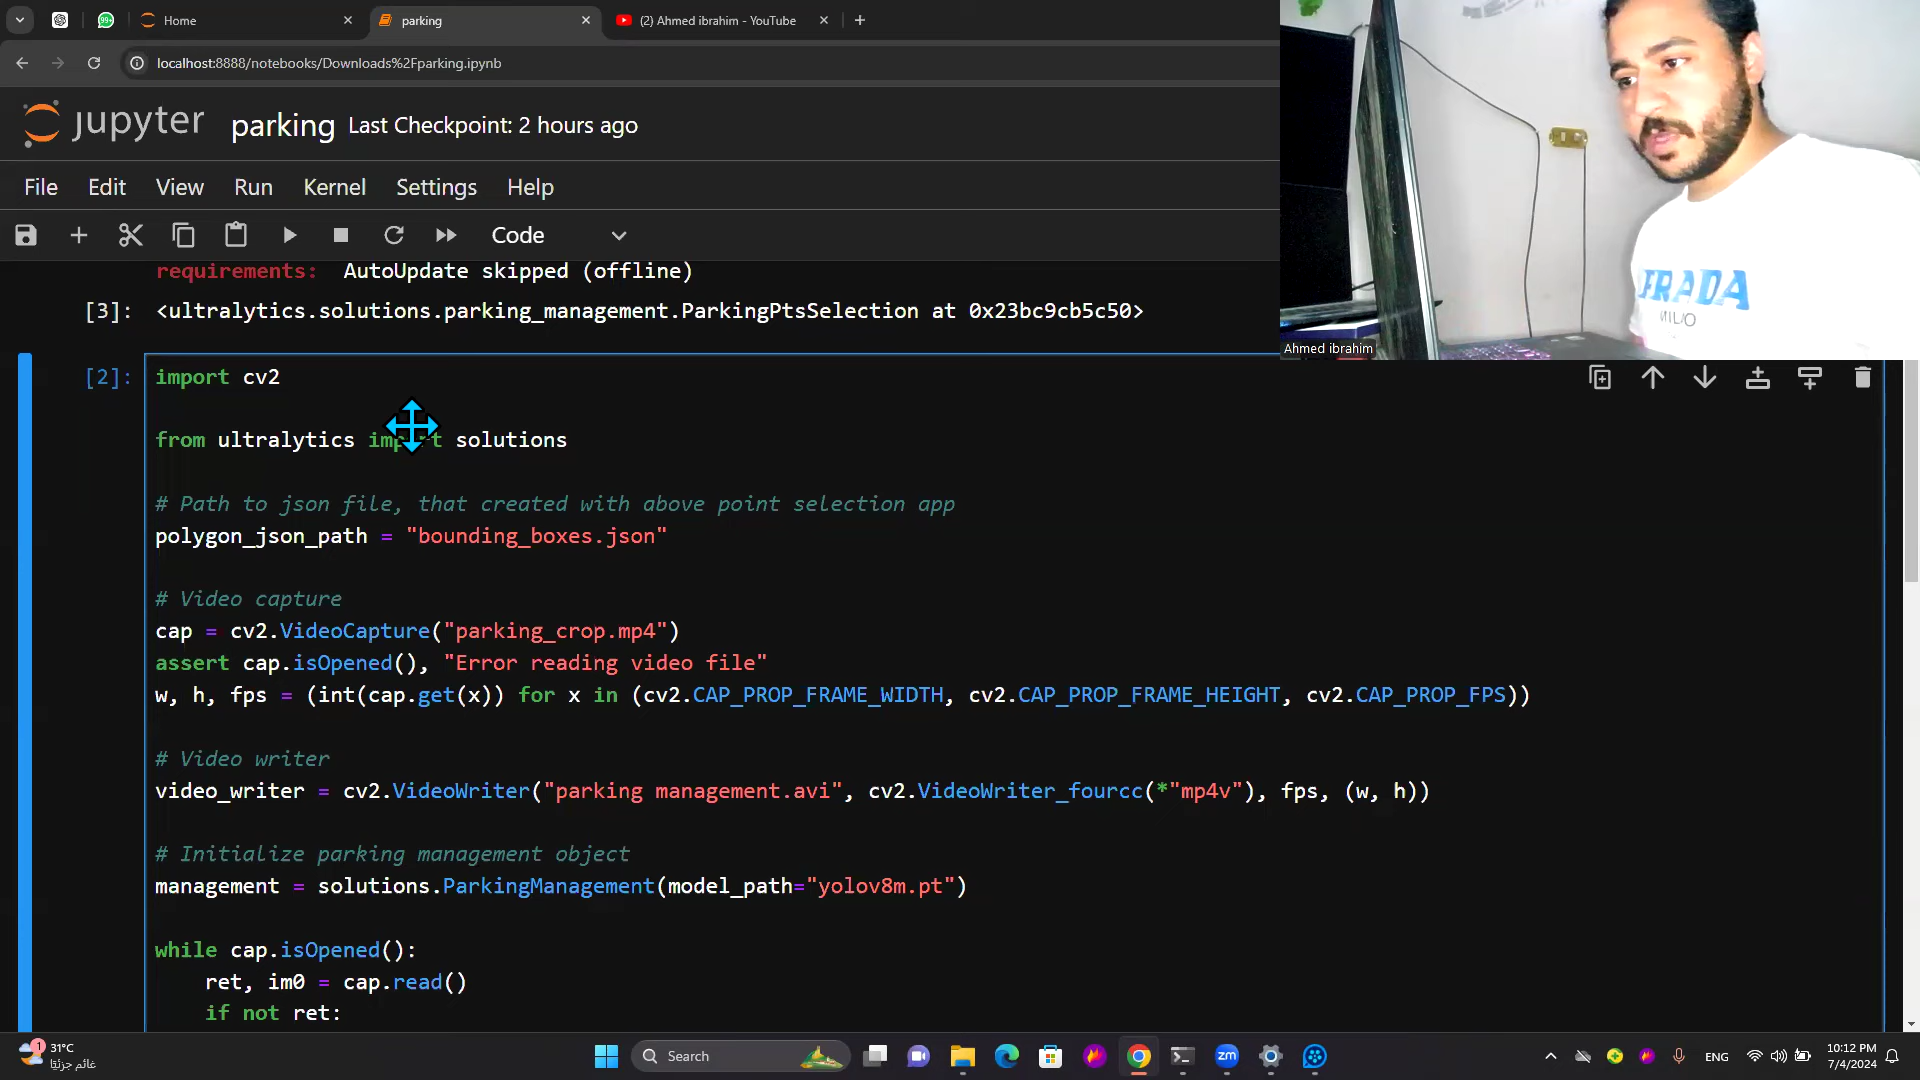 99+
Home
parking
(2) Ahmed ibrahim - YouTube
localhost:8888/notebooks/Downloads%2Fparking.ipynb
jupyter parking Last Checkpoint: 2 hours ago
File Edit View Run Kernel Settings Help
Code
requirements: AutoUpdate skipped (offline)
[3]: <ultralytics.solutions.parking_management.ParkingPtsSelection at 0x23bc9cb5c50>
PRADA
MILANO
Ahmed ibrahim
[2]: import cv2
from ultralytics import solutions
# Path to json file, that created with above point selection app
polygon_json_path = "bounding_boxes.json"
# Video capture
cap = cv2.VideoCapture("parking_crop.mp4")
assert cap.isOpened(), "Error reading video file"
w, h, fps = (int(cap.get(x)) for x in (cv2.CAP_PROP_FRAME_WIDTH, cv2.CAP_PROP_FRAME_HEIGHT, cv2.CAP_PROP_FPS))
# Video writer
video_writer = cv2.VideoWriter("parking management.avi", cv2.VideoWriter_fourcc(*"mp4v"), fps, (w, h))
# Initialize parking management object
management = solutions.ParkingManagement(model_path="yolov8m.pt")
while cap.isOpened():
ret, im0 = cap.read()
if not ret:
1
31°C
غائم جزئيًا
Search
zm
ENG
10:12 PM
7/4/2024